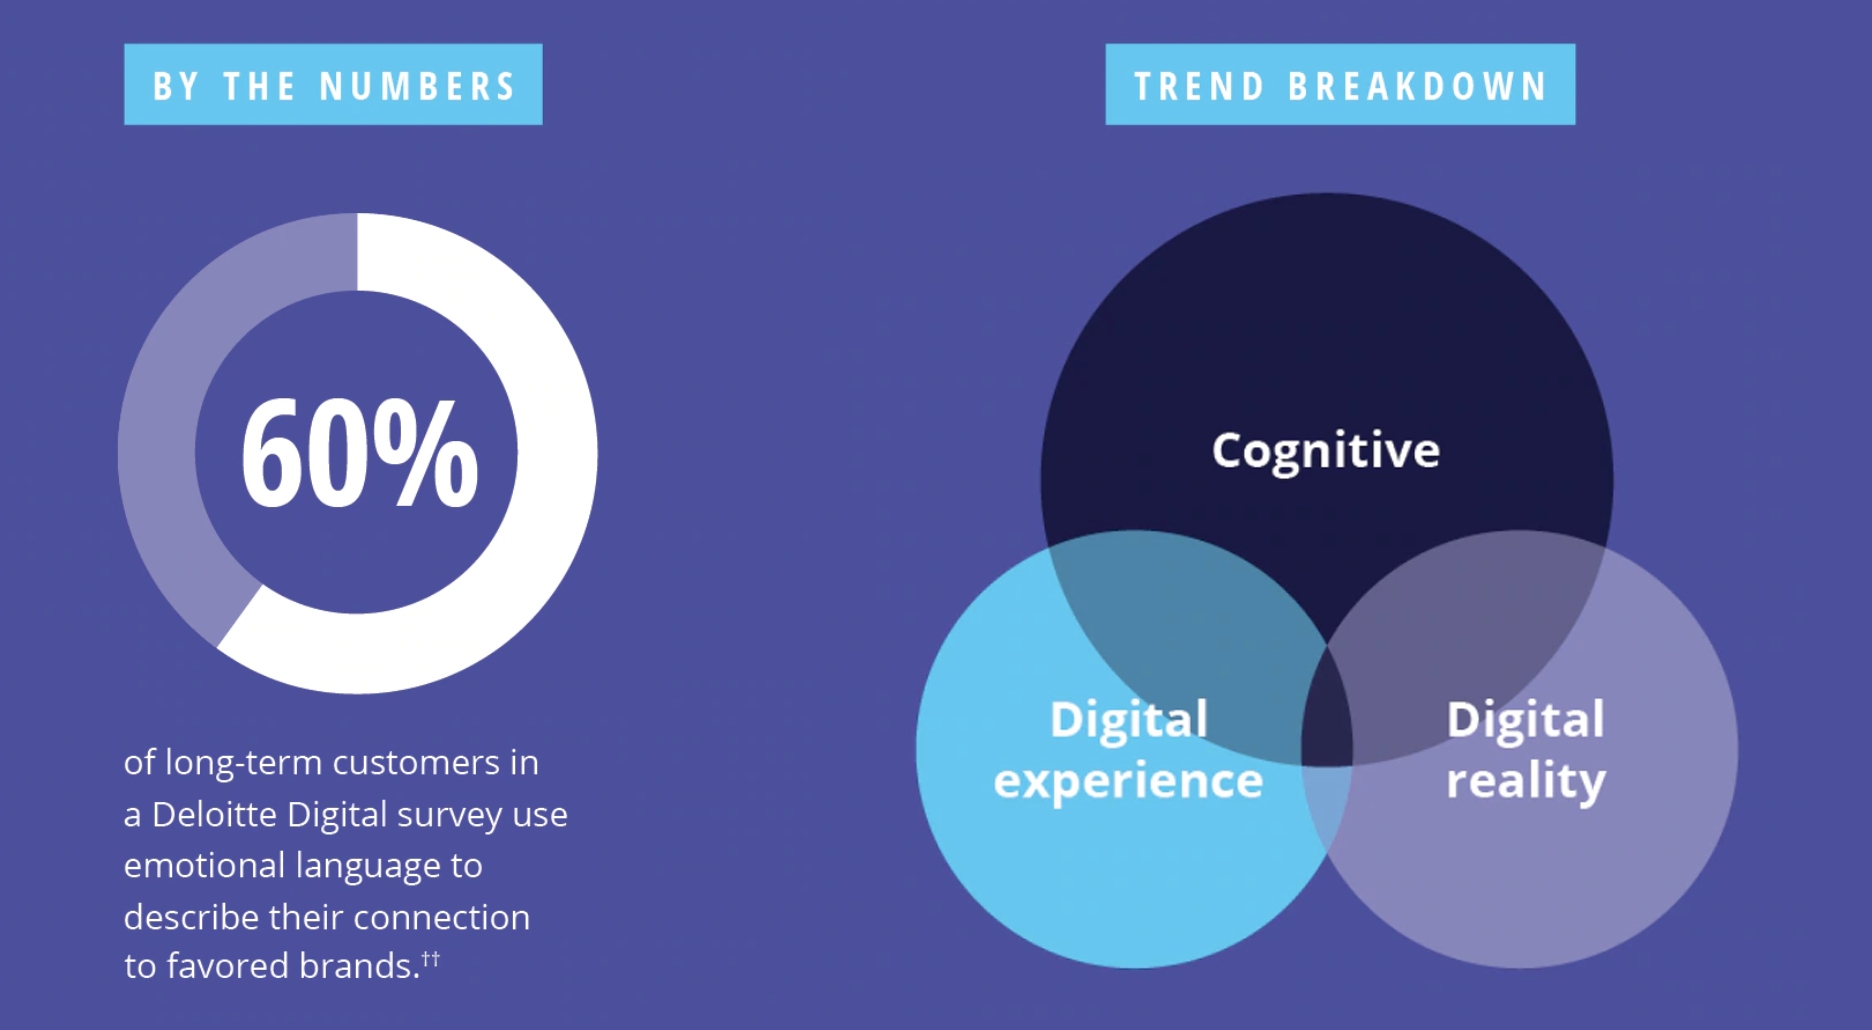 BY THE NUMBERS
60%
of long-term customers in
a Deloitte Digital survey use
emotional language to
describe their connection
to favored brands.††
TREND BREAKDOWN
Cognitive
Digital
experience
Digital
reality